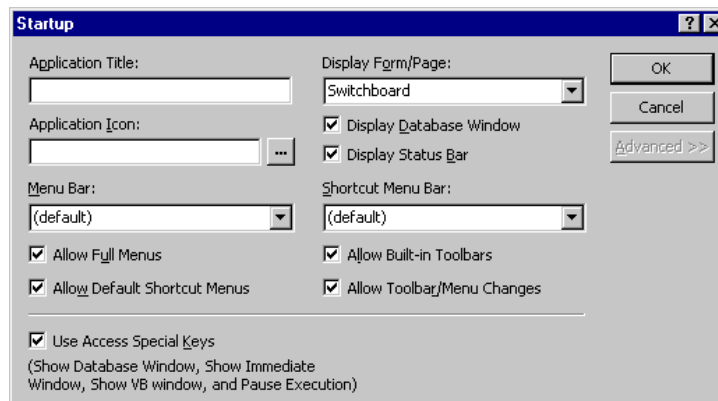 Startup
Application Title:
Display Form/Page:
Switchboard
OK
Cancel
Advanced >>
Application Icon:
...
Display Database Window
Display Status Bar
Menu Bar:
(default)
Shortcut Menu Bar:
(default)
Allow Full Menus
Allow Built-in Toolbars
Allow Default Shortcut Menus
Allow Toolbar/Menu Changes
Use Access Special Keys
(Show Database Window, Show Immediate
Window, Show VB window, and Pause Execution)